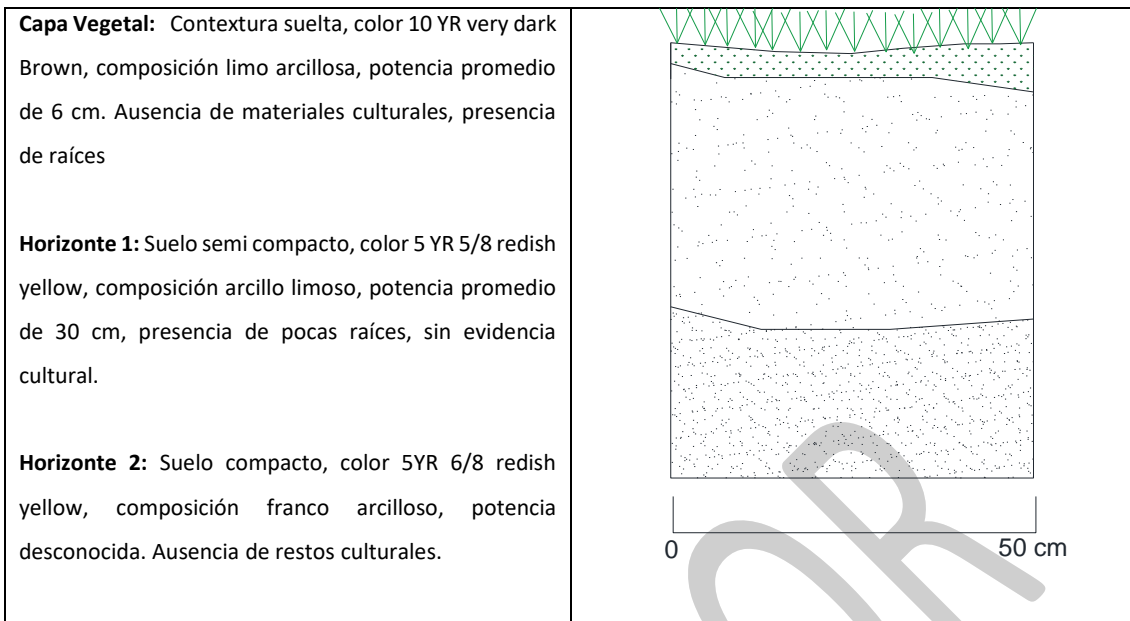 Capa Vegetal: Contextura suelta, color 10 YR very dark
Brown, composición limo arcillosa, potencia promedio
de 6 cm. Ausencia de materiales culturales, presencia
de raíces
Horizonte 1: Suelo semi compacto, color 5 YR 5/8 redish
yellow, composición arcillo limoso, potencia promedio
de 30 cm, presencia de pocas raíces, sin evidencia
cultural.
Horizonte 2: Suelo compacto, color 5YR 6/8 redish
yellow, composición franco arcilloso, potencia
desconocida. Ausencia de restos culturales.
0 50 cm
OR